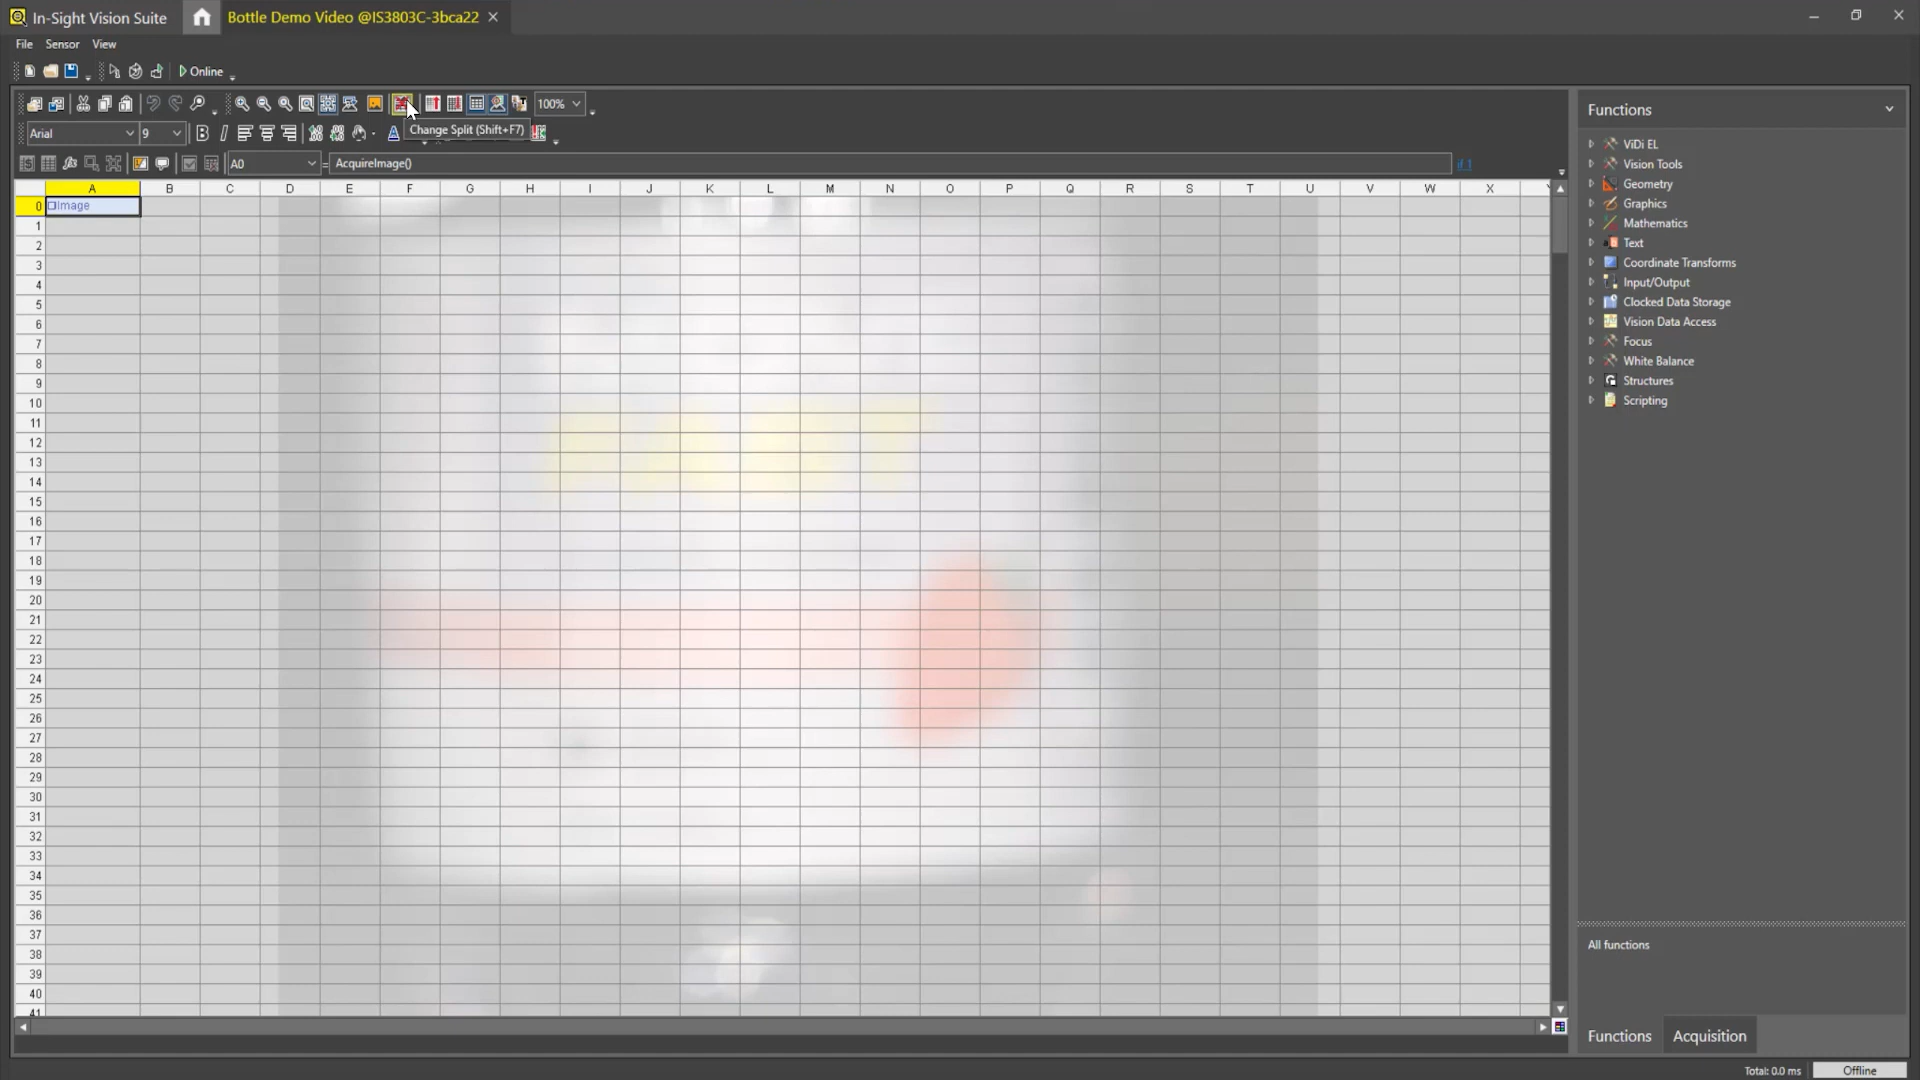 In-Sight Vision Suite
Bottle Demo Video @IS3803C-3bca22
File Sensor View
Online
100%
Arial 9
Change Split (Shift+F7)
A0 = AcquireImage()
A B C D E F G H I J K L M N O P Q R S T U V W X
0 Image
1
2
3
4
5
6
7
8
9
10
11
12
13
14
15
16
17
18
19
20
21
22
23
24
25
26
27
28
29
30
31
32
33
34
35
36
37
38
39
40
41
Functions
ViDi EL
Vision Tools
Geometry
Graphics
Mathematics
Text
Coordinate Transforms
Input/Output
Clocked Data Storage
Vision Data Access
Focus
White Balance
Structures
Scripting
All functions
Functions Acquisition
Total: 0.0 ms Offline